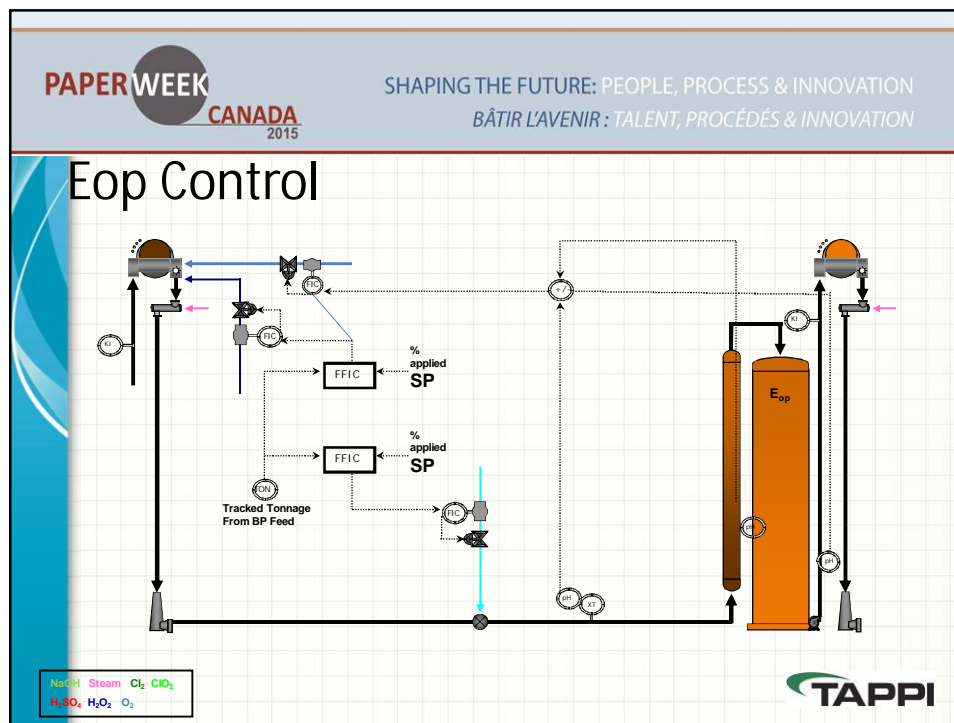 PAPER WEEK
CANADA
2015
SHAPING THE FUTURE: PEOPLE, PROCESS & INNOVATION
BÂTIR L'AVENIR : TALENT, PROCÉDÉS & INNOVATION
Eop Control
FIC
+/
KI
KI
FIC
%
applied
SP
FFIC
Eop
%
applied
SP
FFIC
TON
Tracked Tonnage
From BP Feed
FIC
pH
pH
pH
XT
NaOH Steam Cl₂ ClO₂
H₂SO₄ H₂O₂ O₂
TAPPI